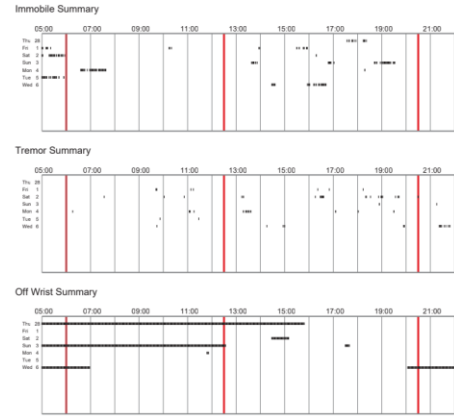 Immobile Summary
05:00 07:00 09:00 11:00 13:00 15:00 17:00 19:00 21:00
Thu 28
Fri 1
Sat 2
Sun 3
Mon 4
Tue 5
Wed 6
Tremor Summary
05:00 07:00 09:00 11:00 13:00 15:00 17:00 19:00 21:00
Thu 28
Fri 1
Sat 2
Sun 3
Mon 4
Tue 5
Wed 6
Off Wrist Summary
05:00 07:00 09:00 11:00 13:00 15:00 17:00 19:00 21:00
Thu 28
Fri 1
Sat 2
Sun 3
Mon 4
Tue 5
Wed 6